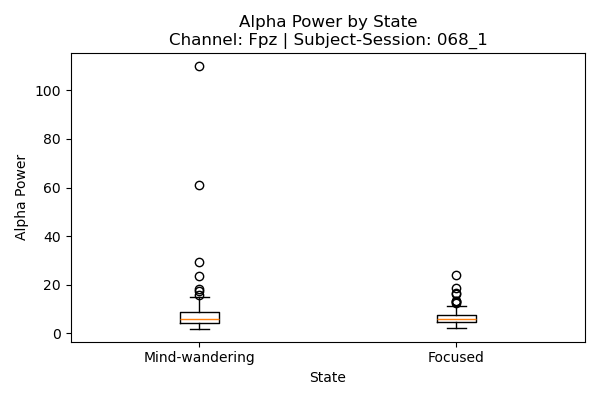 Alpha Power by State
Channel: Fpz | Subject-Session: 068_1
Alpha Power
100
80
60
40
20
0
Mind-wandering
Focused
State